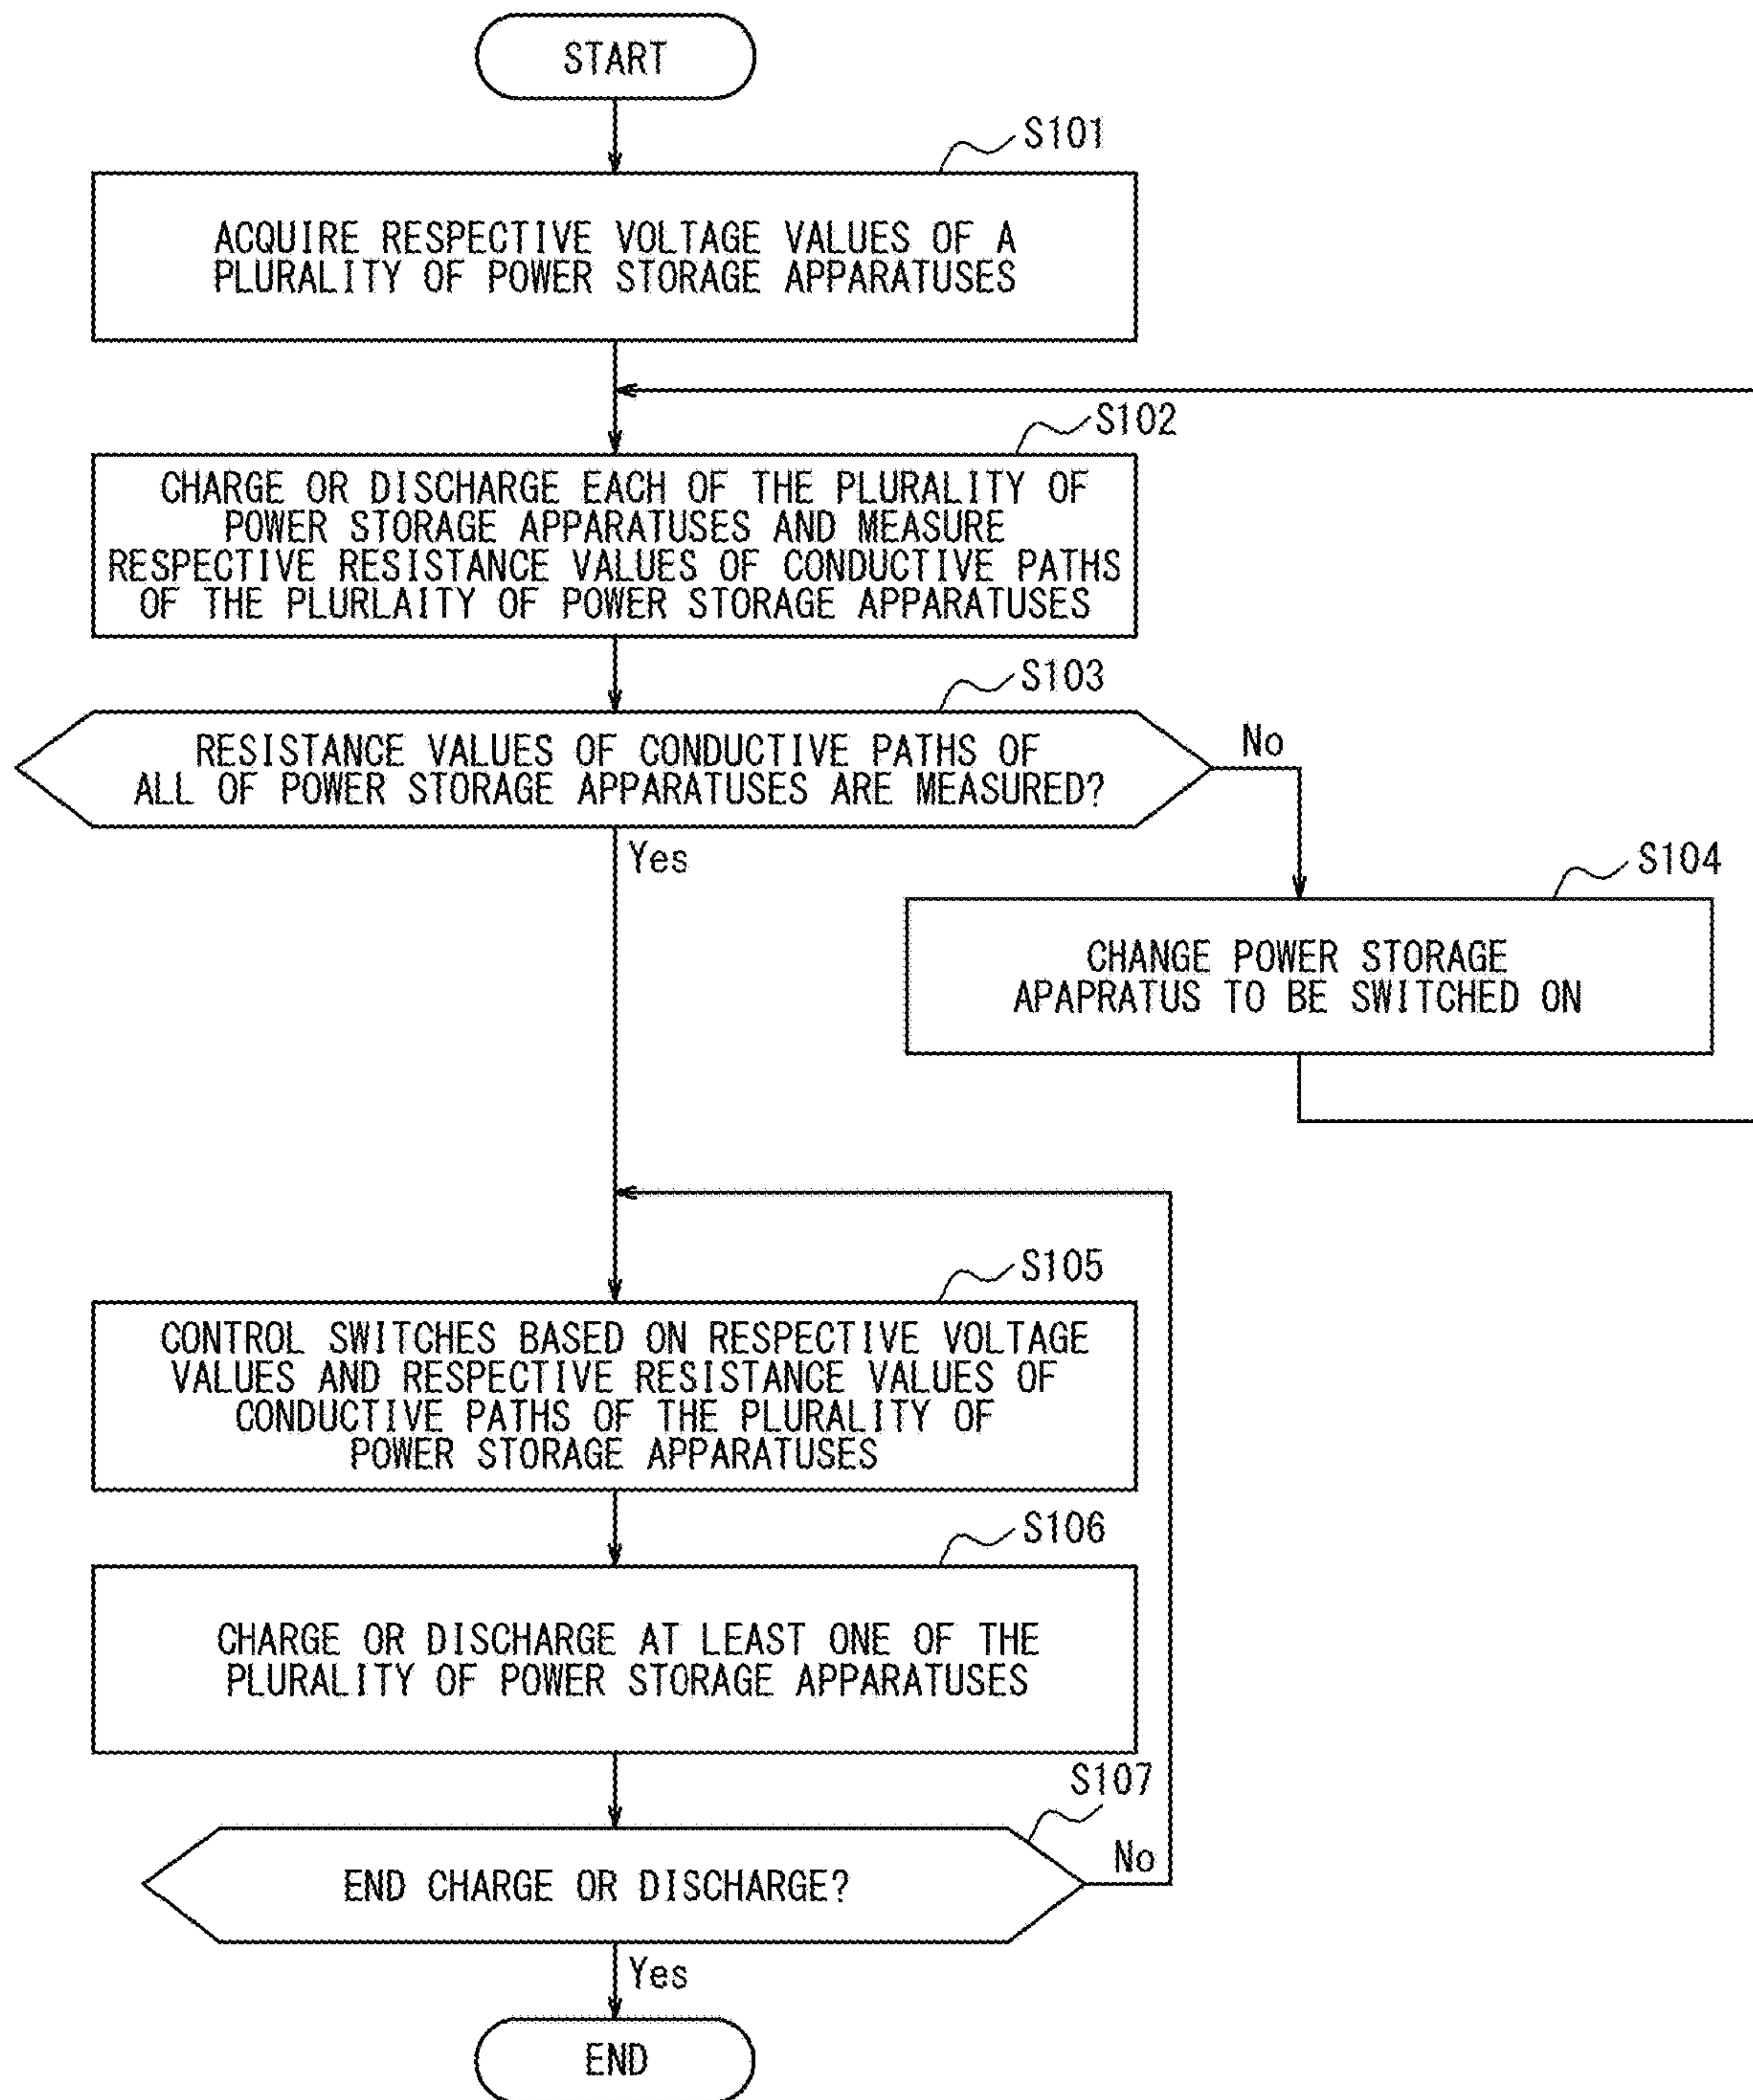 START
S101
ACQUIRE RESPECTIVE VOLTAGE VALUES OF A
PLURALITY OF POWER STORAGE APPARATUSES
S102
CHARGE OR DISCHARGE EACH OF THE PLURALITY OF
POWER STORAGE APPARATUSES AND MEASURE
RESPECTIVE RESISTANCE VALUES OF CONDUCTIVE PATHS
OF THE PLURLAITY OF POWER STORAGE APPARATUSES
S103
RESISTANCE VALUES OF CONDUCTIVE PATHS OF
ALL OF POWER STORAGE APPARATUSES ARE MEASURED?
No
Yes
S104
CHANGE POWER STORAGE
APAPRATUS TO BE SWITCHED ON
S105
CONTROL SWITCHES BASED ON RESPECTIVE VOLTAGE
VALUES AND RESPECTIVE RESISTANCE VALUES OF
CONDUCTIVE PATHS OF THE PLURALITY OF
POWER STORAGE APPARATUSES
S106
CHARGE OR DISCHARGE AT LEAST ONE OF THE
PLURALITY OF POWER STORAGE APPARATUSES
S107
END CHARGE OR DISCHARGE?
No
Yes
END